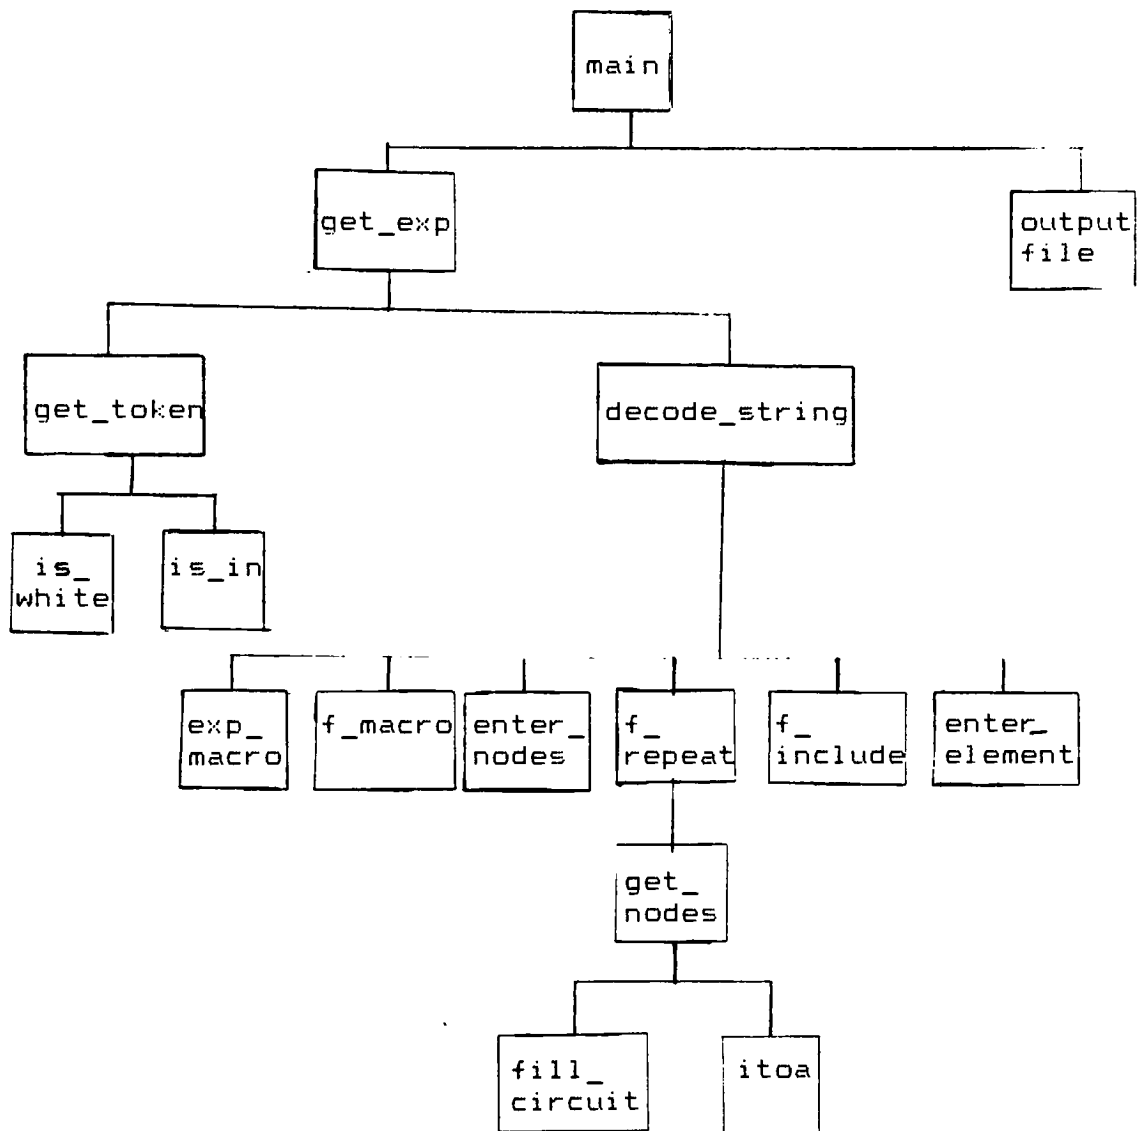 main
get_exp
output
file
get_token
decode_string
is_
white
is_in
exp_
macro
f_macro
enter_
nodes
f_
repeat
f_
include
enter_
element
get_
nodes
fill_
circuit
itoa